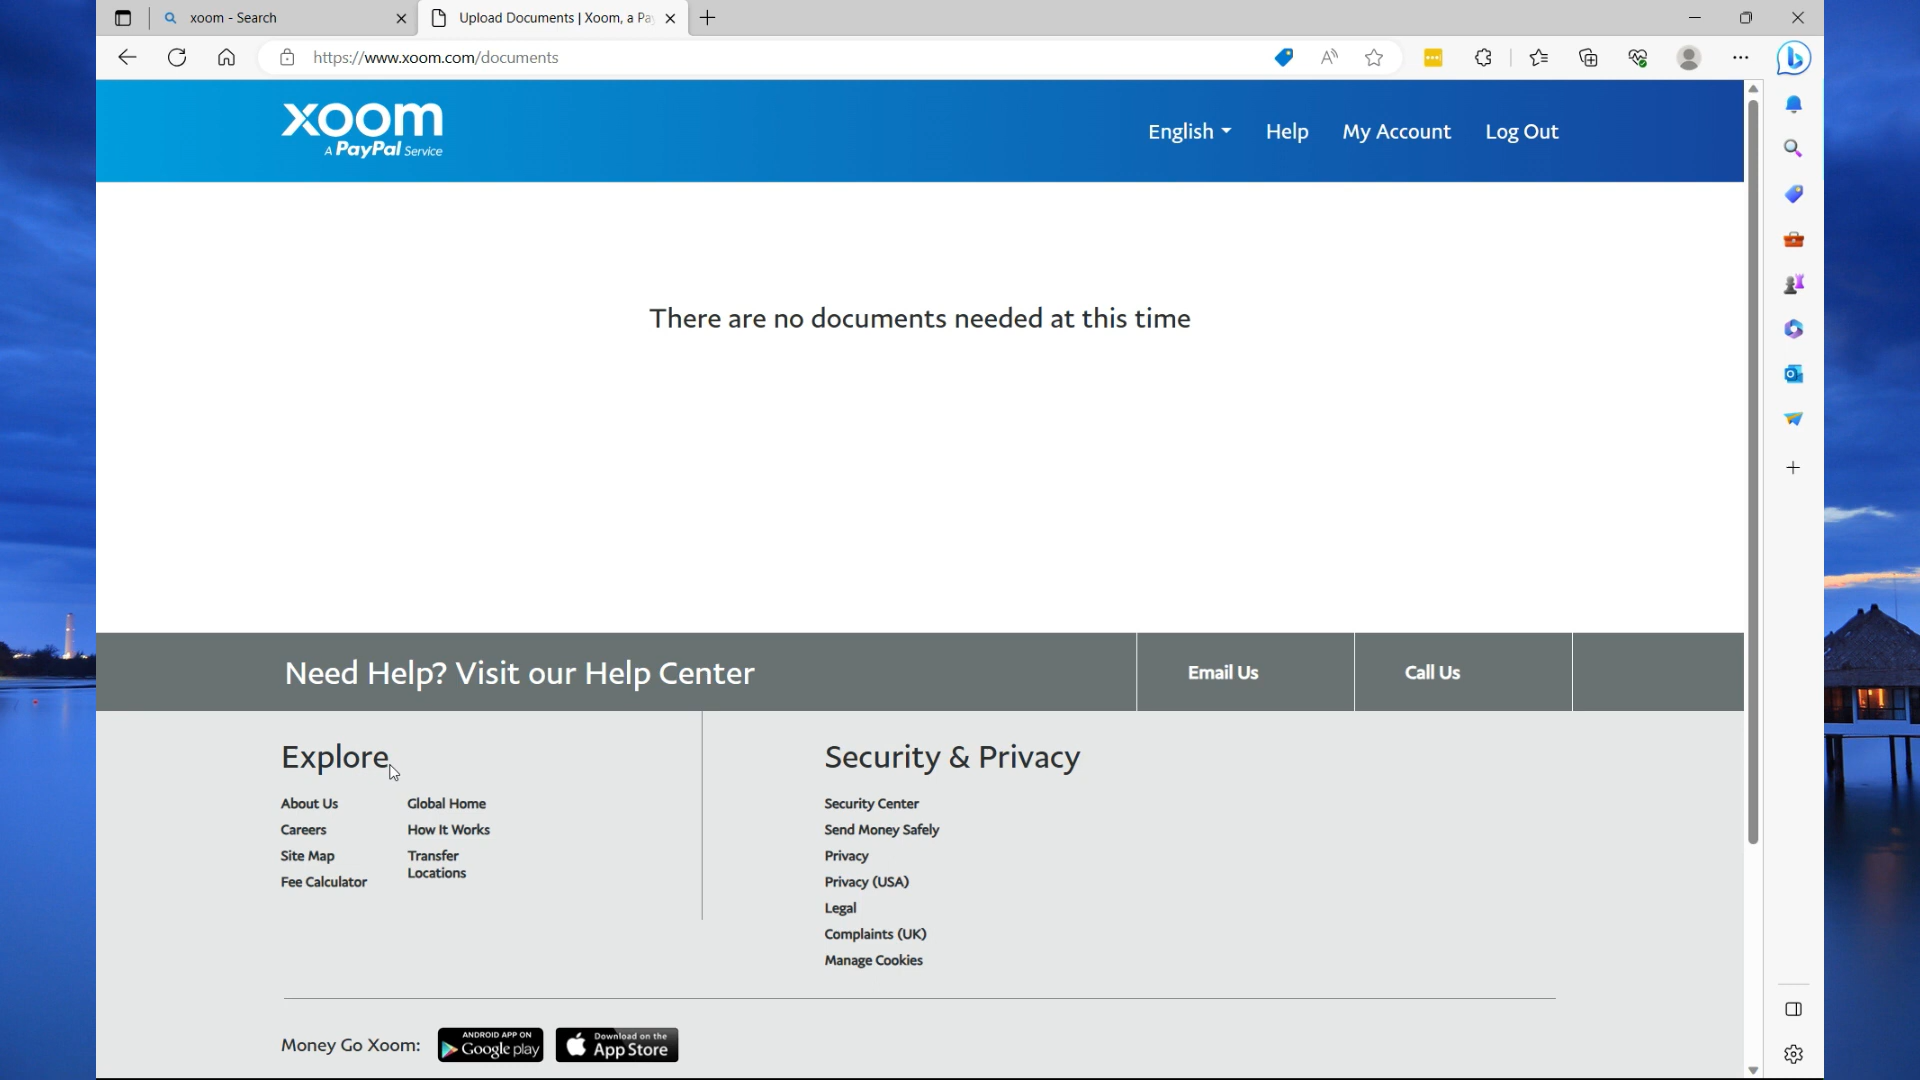 xoom - Search
Upload Documents | Xoom, a Pa
https://www.xoom.com/documents
xoom
A PayPal Service
English
Help
My Account
Log Out
There are no documents needed at this time
Need Help? Visit our Help Center
Email Us
Call Us
Explore
About Us
Careers
Site Map
Fee Calculator
Global Home
How It Works
Transfer
Locations
Security & Privacy
Security Center
Send Money Safely
Privacy
Privacy (USA)
Legal
Complaints (UK)
Manage Cookies
Money Go Xoom:
ANDROID APP ON
Google play
Download on the
App Store